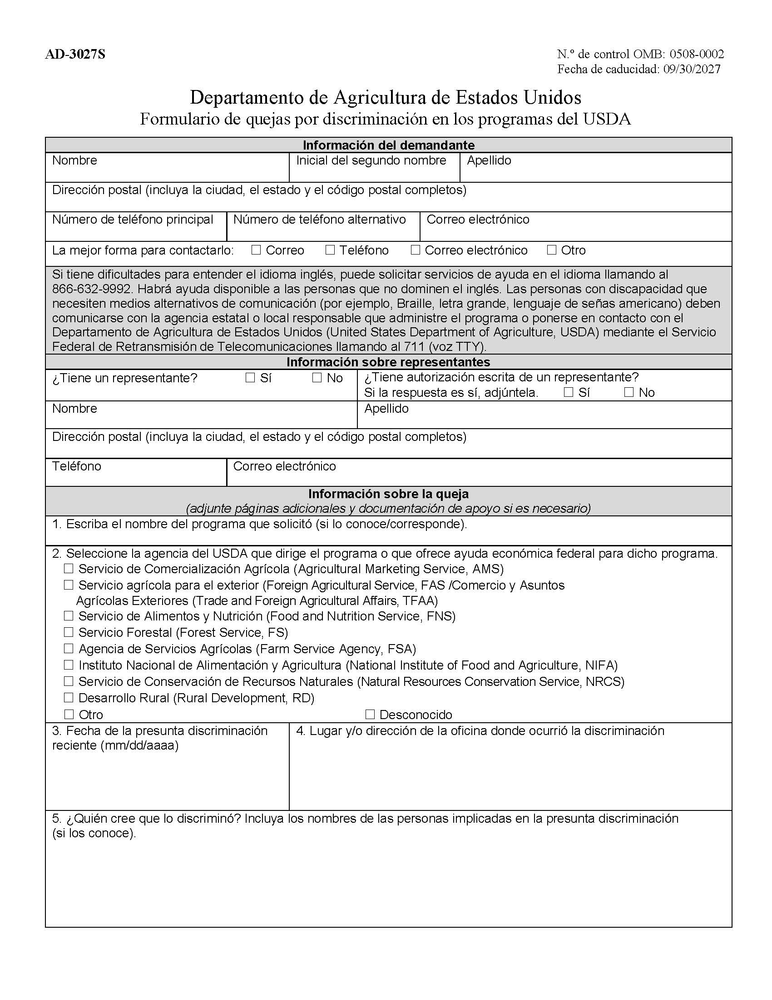 AD-3027S
N.º de control OMB: 0508-0002
Fecha de caducidad: 09/30/2027
Departamento de Agricultura de Estados Unidos
Formulario de quejas por discriminación en los programas del USDA
Información del demandante
Nombre Inicial del segundo nombre Apellido
Dirección postal (incluya la ciudad, el estado y el código postal completos)
Número de teléfono principal Número de teléfono alternativo Correo electrónico
La mejor forma para contactarlo: ☐ Correo ☐ Teléfono ☐ Correo electrónico ☐ Otro
Si tiene dificultades para entender el idioma inglés, puede solicitar servicios de ayuda en el idioma llamando al
866-632-9992. Habrá ayuda disponible a las personas que no dominen el inglés. Las personas con discapacidad que
necesiten medios alternativos de comunicación (por ejemplo, Braille, letra grande, lenguaje de señas americano) deben
comunicarse con la agencia estatal o local responsable que administre el programa o ponerse en contacto con el
Departamento de Agricultura de Estados Unidos (United States Department of Agriculture, USDA) mediante el Servicio
Federal de Retransmisión de Telecomunicaciones llamando al 711 (voz TTY).
Información sobre representantes
¿Tiene un representante? ☐ Sí ☐ No
¿Tiene autorización escrita de un representante?
Si la respuesta es sí, adjúntela. ☐ Sí ☐ No
Nombre Apellido
Dirección postal (incluya la ciudad, el estado y el código postal completos)
Teléfono Correo electrónico
Información sobre la queja
(adjunte páginas adicionales y documentación de apoyo si es necesario)
1. Escriba el nombre del programa que solicitó (si lo conoce/corresponde).
2. Seleccione la agencia del USDA que dirige el programa o que ofrece ayuda económica federal para dicho programa.
☐ Servicio de Comercialización Agrícola (Agricultural Marketing Service, AMS)
☐ Servicio agrícola para el exterior (Foreign Agricultural Service, FAS /Comercio y Asuntos
Agrícolas Exteriores (Trade and Foreign Agricultural Affairs, TFAA)
☐ Servicio de Alimentos y Nutrición (Food and Nutrition Service, FNS)
☐ Servicio Forestal (Forest Service, FS)
☐ Agencia de Servicios Agrícolas (Farm Service Agency, FSA)
☐ Instituto Nacional de Alimentación y Agricultura (National Institute of Food and Agriculture, NIFA)
☐ Servicio de Conservación de Recursos Naturales (Natural Resources Conservation Service, NRCS)
☐ Desarrollo Rural (Rural Development, RD)
☐ Otro ☐ Desconocido
3. Fecha de la presunta discriminación
reciente (mm/dd/aaaa)
4. Lugar y/o dirección de la oficina donde ocurrió la discriminación
5. ¿Quién cree que lo discriminó? Incluya los nombres de las personas implicadas en la presunta discriminación
(si los conoce).